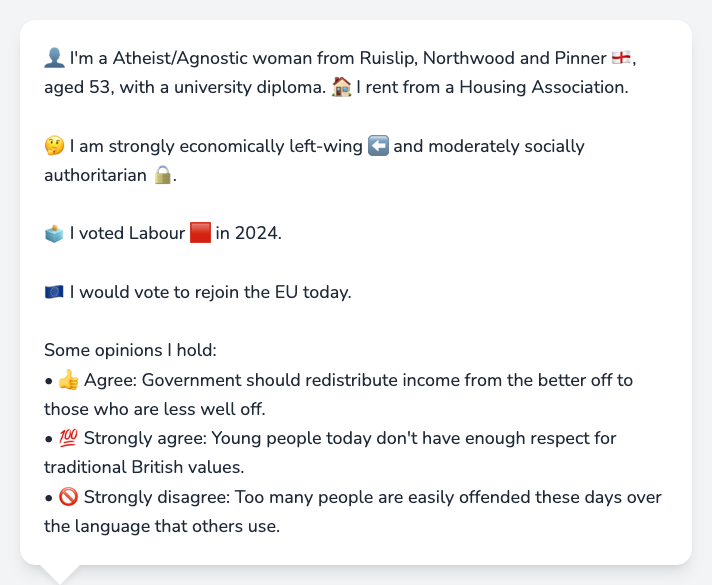 👤 I'm a Atheist/Agnostic woman from Ruislip, Northwood and Pinner 🏴󠁧󠁢󠁥󠁮󠁧󠁿,
aged 53, with a university diploma. 🏠 I rent from a Housing Association.
🤔 I am strongly economically left-wing ⬅️ and moderately socially
authoritarian 🔒.
🗳️ I voted Labour 🟥 in 2024.
🇪🇺 I would vote to rejoin the EU today.
Some opinions I hold:
• 👍 Agree: Government should redistribute income from the better off to
those who are less well off.
• 💯 Strongly agree: Young people today don't have enough respect for
traditional British values.
• 🚫 Strongly disagree: Too many people are easily offended these days over
the language that others use.